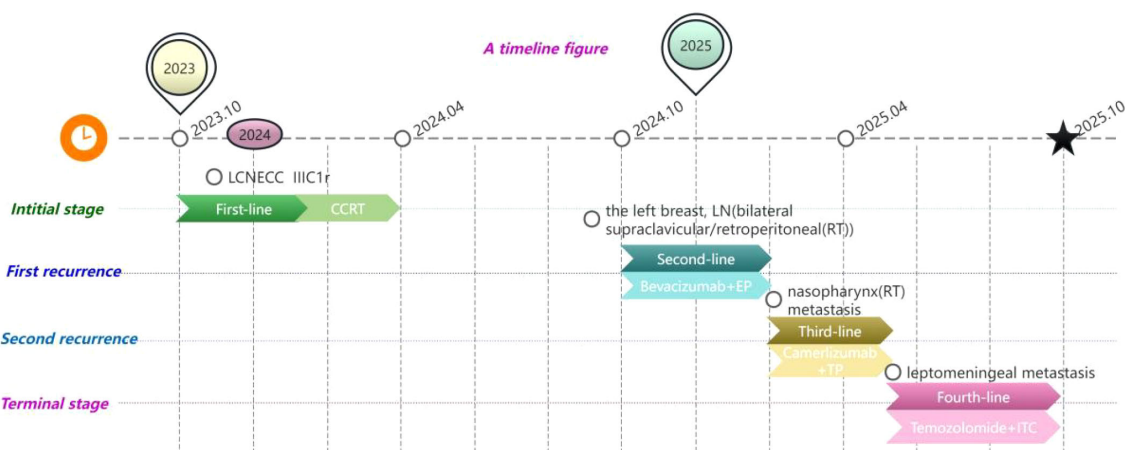 A timeline figure
2023
2025
2023.10
2024
2024.04
2024.10
2025.04
2025.10
LCNECC IIIC1r
Intitial stage
First-line
CCRT
the left breast, LN(bilateral
supraclavicular/retroperitoneal(RT))
First recurrence
Second-line
Bevacizumab+EP
nasopharynx(RT)
metastasis
Second recurrence
Third-line
Camerlizumab
+TP
leptomeningeal metastasis
Terminal stage
Fourth-line
Temozolomide+ITC